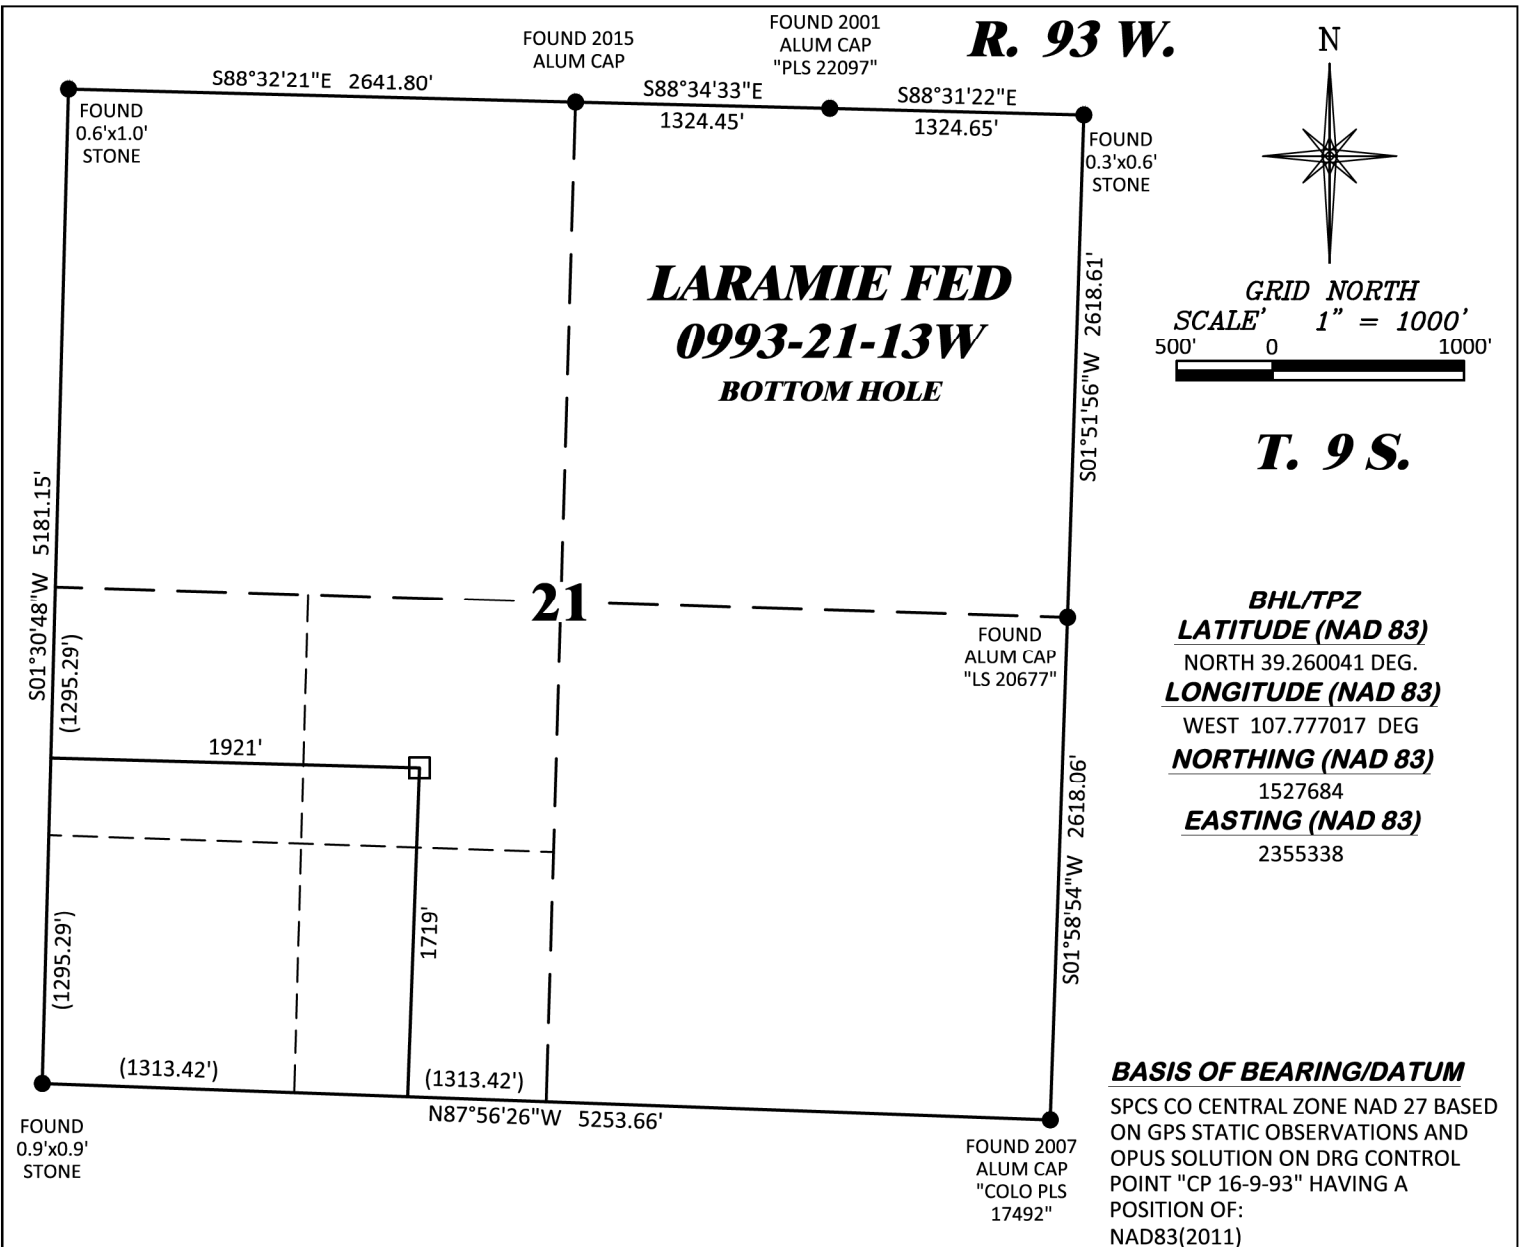 FOUND 2015
ALUM CAP
FOUND 2001
ALUM CAP
"PLS 22097"
R. 93 W.
N
S88°32'21"E 2641.80'
S88°34'33"E
1324.45'
S88°31'22"E
1324.65'
FOUND
0.6'x1.0'
STONE
FOUND
0.3'x0.6'
STONE
LARAMIE FED
0993-21-13W
BOTTOM HOLE
S01°51'56"W 2618.61'
GRID NORTH
SCALE' 1" = 1000'
500' 0 1000'
T. 9 S.
S01°30'48"W 5181.15'
21
(1295.29')
FOUND
ALUM CAP
"LS 20677"
BHL/TPZ
LATITUDE (NAD 83)
NORTH 39.260041 DEG.
LONGITUDE (NAD 83)
WEST 107.777017 DEG
NORTHING (NAD 83)
1527684
EASTING (NAD 83)
2355338
1921'
S01°58'54"W 2618.06'
1719'
(1295.29')
(1313.42')
(1313.42')
N87°56'26"W 5253.66'
FOUND
0.9'x0.9'
STONE
FOUND 2007
ALUM CAP
"COLO PLS
17492"
BASIS OF BEARING/DATUM
SPCS CO CENTRAL ZONE NAD 27 BASED
ON GPS STATIC OBSERVATIONS AND
OPUS SOLUTION ON DRG CONTROL
POINT "CP 16-9-93" HAVING A
POSITION OF:
NAD83(2011)